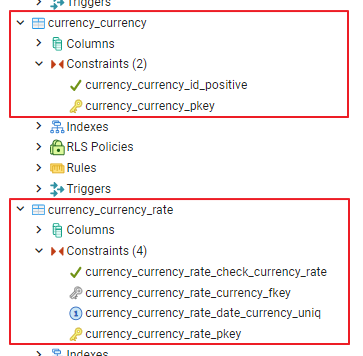 Triggers
currency_currency
Columns
Constraints (2)
currency_currency_id_positive
currency_currency_pkey
Indexes
RLS Policies
Rules
Triggers
currency_currency_rate
Columns
Constraints (4)
currency_currency_rate_check_currency_rate
currency_currency_rate_currency_fkey
1 currency_currency_rate_date_currency_uniq
currency_currency_rate_pkey
Indexes